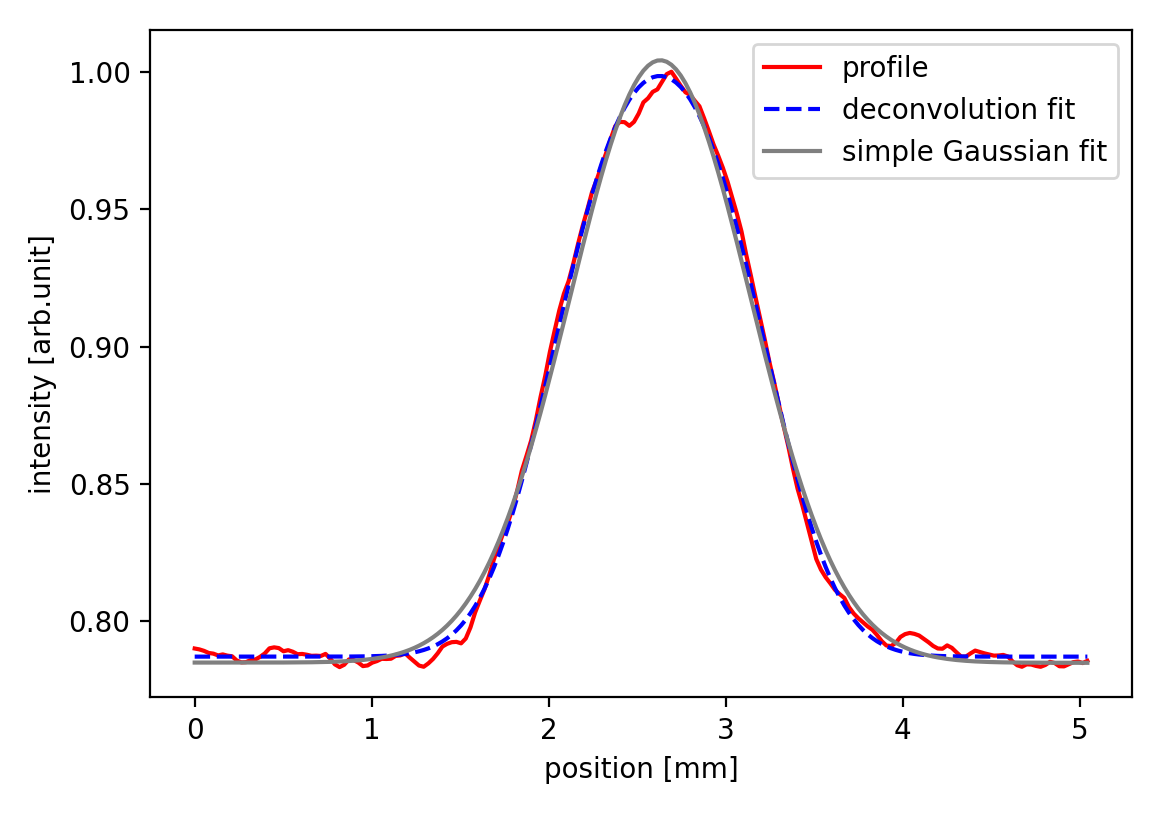 profile
deconvolution fit
simple Gaussian fit
intensity [arb.unit]
1.00
0.95
0.90
0.85
0.80
0 1 2 3 4 5
position [mm]